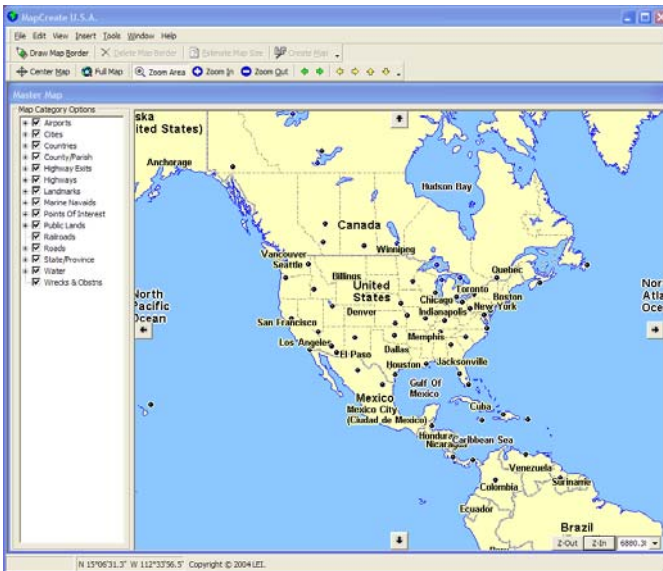 MapCreate U.S.A.
File Edit View Insert Tools Window Help
Draw Map Border Delete Map Border Estimate Map Size Create Map
Center Map Full Map Zoom Area Zoom In Zoom Out
Master Map
Map Category Options
Airports
Cities
Countries
County/Parish
Highway Exits
Highways
Landmarks
Marine Navaids
Points Of Interest
Public Lands
Railroads
Roads
State/Province
Water
Wrecks & Obstns
ska
ited States)
Anchorage
Hudson Bay
Canada
Winnipeg
Vancouver
Seattle
Quebec
Billings
United
States
Toronto
Chicago
Boston
New York
Indianapolis
Denver
North
Pacific
Ocean
Nor
Atla
Oce
San Francisco
Memphis
Los Angeles
El Paso
Dallas
Jacksonville
Houston
Gulf Of
Mexico
Mexico
Mexico City
(Ciudad de Mexico)
Cuba
Hondura
Nicarag
Caribbean Sea
Venezuela
Suriname
Colombia
Ecuador
Brazil
Z-Out Z-In
N 15°06'31.3" W 112°33'56.5" Copyright © 2004 LEI.